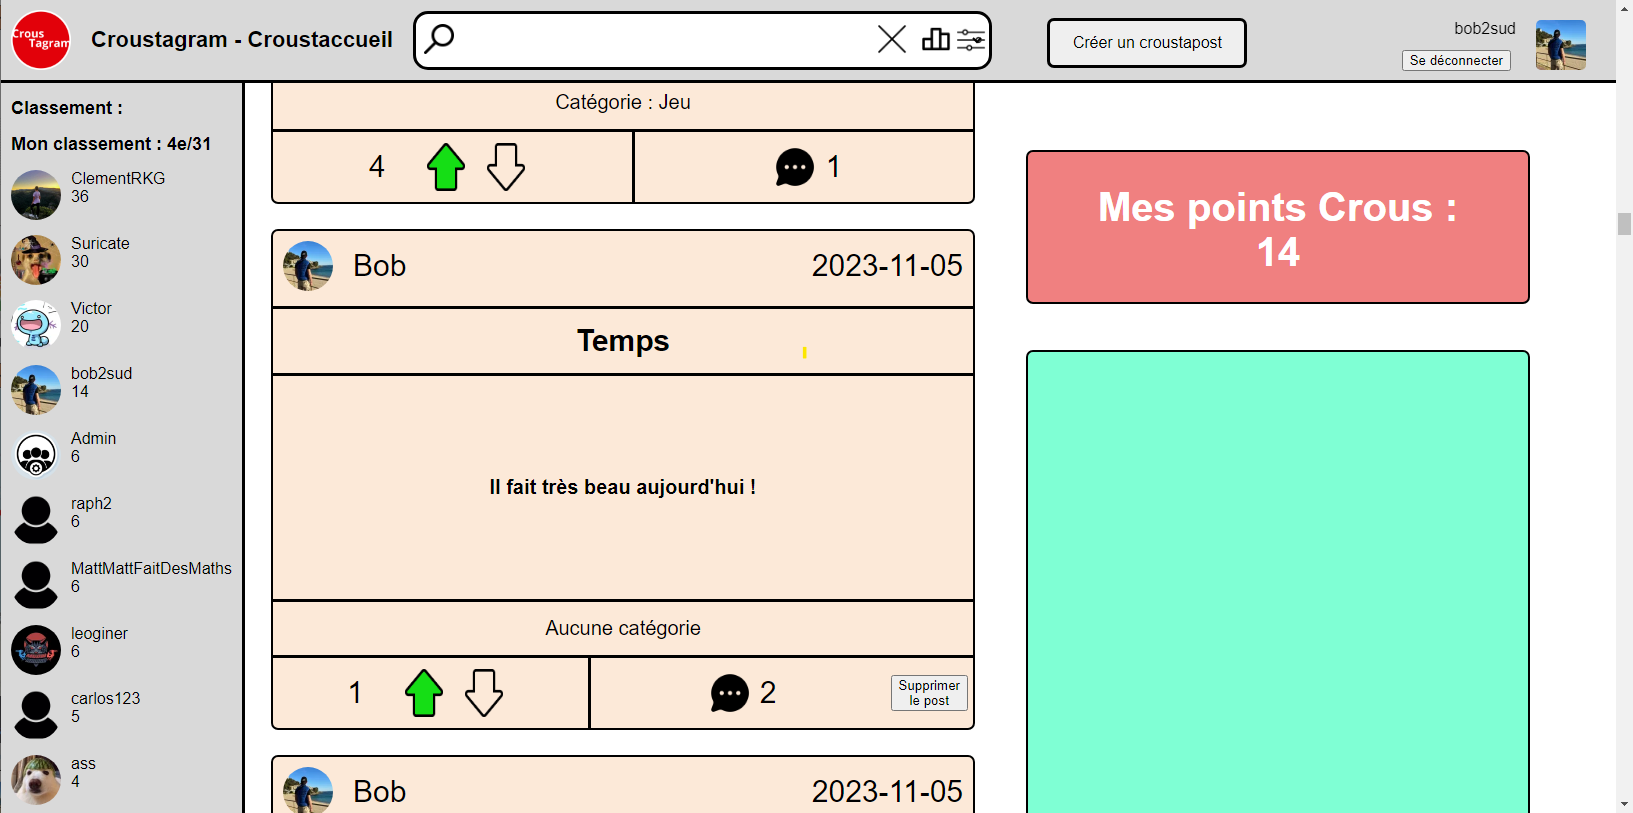 Crous
Tagram
Croustagram - Croustaccueil
Créer un croustapost
bob2sud
Se déconnecter
Classement :
Mon classement : 4e/31
ClementRKG
36
Suricate
30
Victor
20
bob2sud
14
Admin
6
raph2
6
MattMattFaitDesMaths
6
leoginer
6
carlos123
5
ass
4
Catégorie : Jeu
4
1
Bob
2023-11-05
Temps
Il fait très beau aujourd'hui !
Aucune catégorie
1
2
Supprimer
le post
Bob
2023-11-05
Mes points Crous :
14